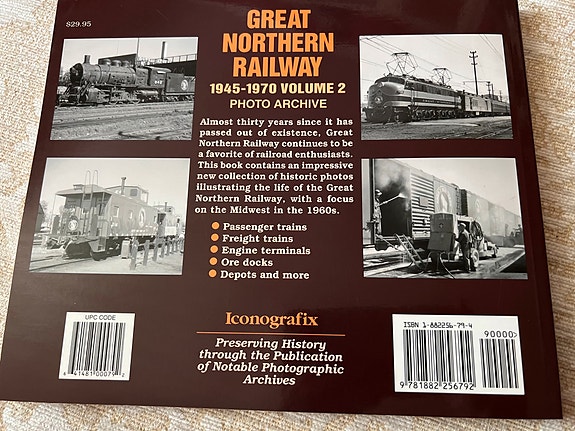 $29.95
GREAT
NORTHERN
RAILWAY
1945-1970 VOLUME 2
PHOTO ARCHIVE
Almost thirty years since it has
passed out of existence, Great
Northern Railway continues to be
a favorite of railroad enthusiasts.
This book contains an impressive
new collection of historic photos
illustrating the life of the Great
Northern Railway, with a focus
on the Midwest in the 1960s.
Passenger trains
Freight trains
Engine terminals
Ore docks
Depots and more
Iconografix
Preserving History
through the Publication
of Notable Photographic
Archives
UPC CODE
6 41481 00079 2
ISBN 1-882256-79-4
90000>
9 781882 256792